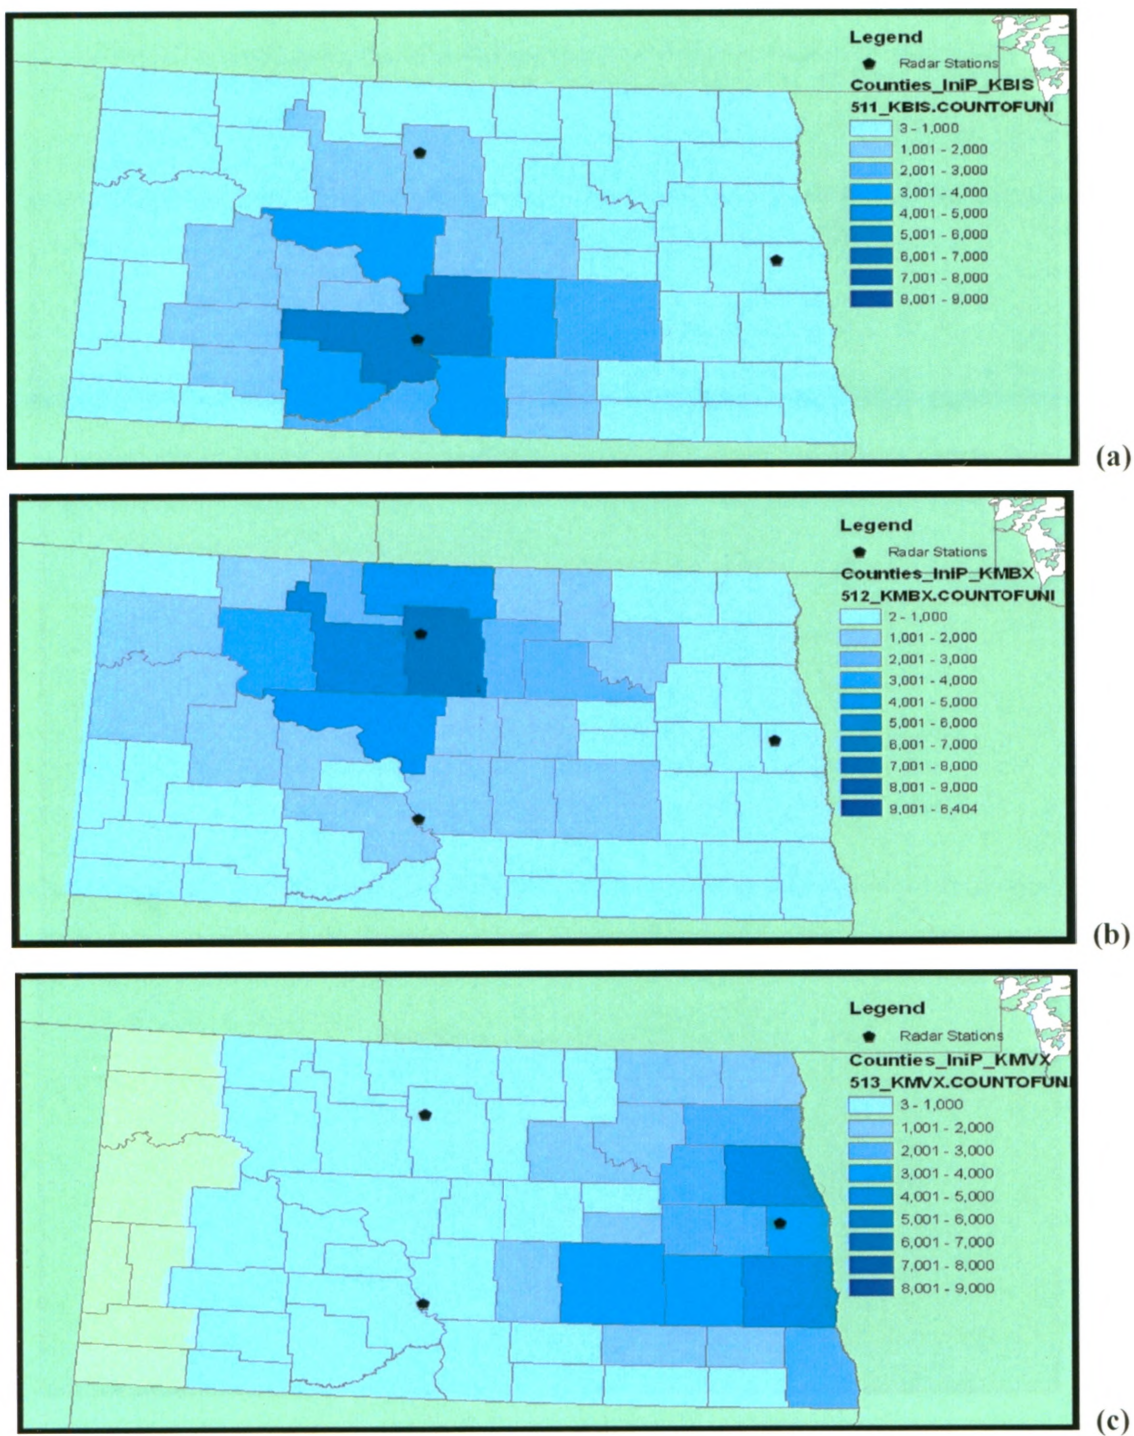 Legend
Radar Stations
Counties_IniP_KBIS
511_KBIS.COUNTOFUNI
3 - 1,000
1,001 - 2,000
2,001 - 3,000
3,001 - 4,000
4,001 - 5,000
5,001 - 6,000
6,001 - 7,000
7,001 - 8,000
8,001 - 9,000
(a)
Legend
Radar Stations
Counties_IniP_KMBX
512_KMBX.COUNTOFUNI
2 - 1,000
1,001 - 2,000
2,001 - 3,000
3,001 - 4,000
4,001 - 5,000
5,001 - 6,000
6,001 - 7,000
7,001 - 8,000
8,001 - 9,000
9,001 - 6,404
(b)
Legend
Radar Stations
Counties_IniP_KMVX
513_KMVX.COUNTOFUNI
3 - 1,000
1,001 - 2,000
2,001 - 3,000
3,001 - 4,000
4,001 - 5,000
5,001 - 6,000
6,001 - 7,000
7,001 - 8,000
8,001 - 9,000
(c)